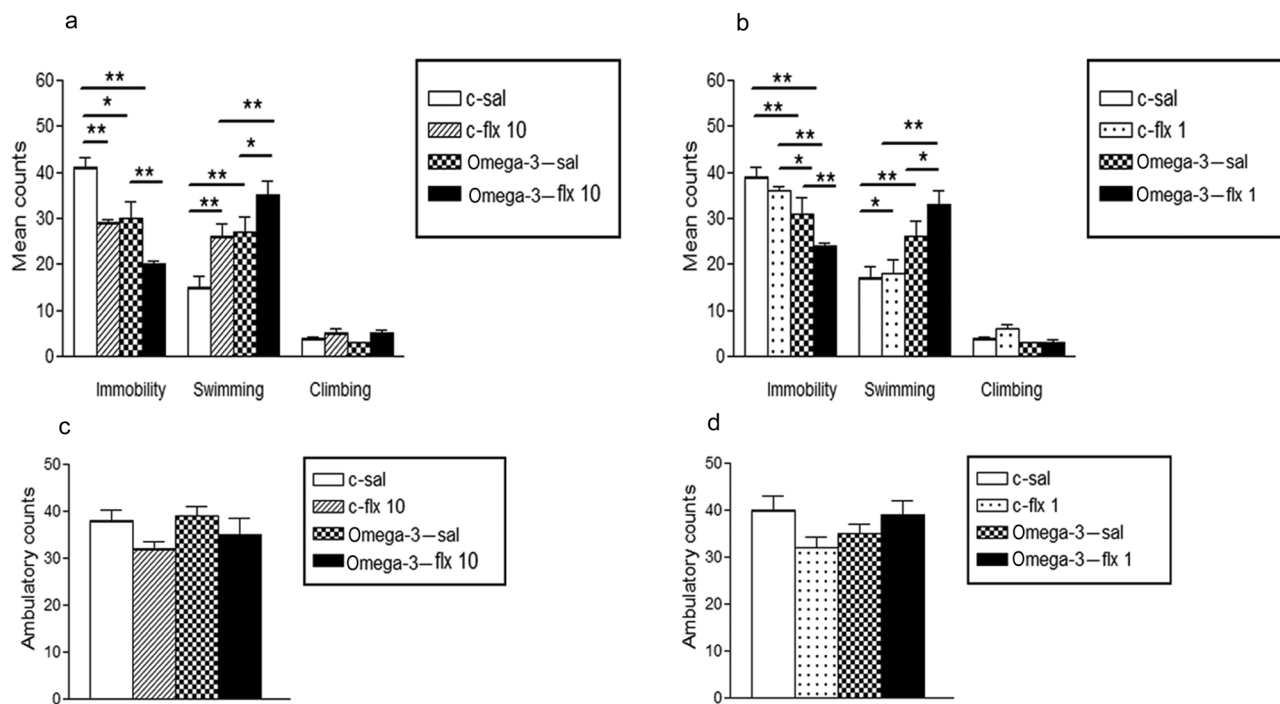 a
60
50
40
30
20
10
0
Mean counts
**
*
**
**
**
*
**
**
Immobility Swimming Climbing
c-sal
c-flx 10
Omega-3–sal
Omega-3–flx 10
b
60
50
40
30
20
10
0
Mean counts
**
**
**
*
**
**
*
**
*
Immobility Swimming Climbing
c-sal
c-flx 1
Omega-3–sal
Omega-3–flx 1
c
50
40
30
20
10
0
Ambulatory counts
c-sal
c-flx 10
Omega-3–sal
Omega-3–flx 10
d
50
40
30
20
10
0
Ambulatory counts
c-sal
c-flx 1
Omega-3–sal
Omega-3–flx 1